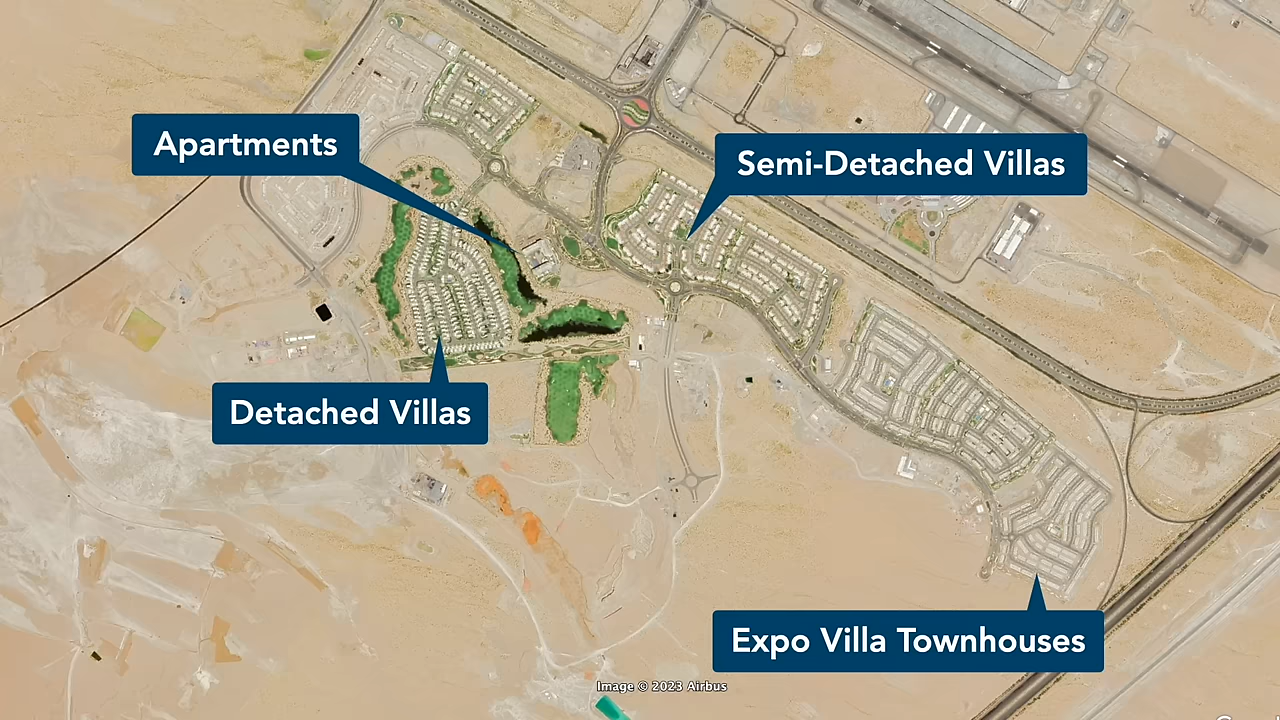 Apartments
Semi-Detached Villas
Detached Villas
Expo Villa Townhouses
Image © 2023 Airbus